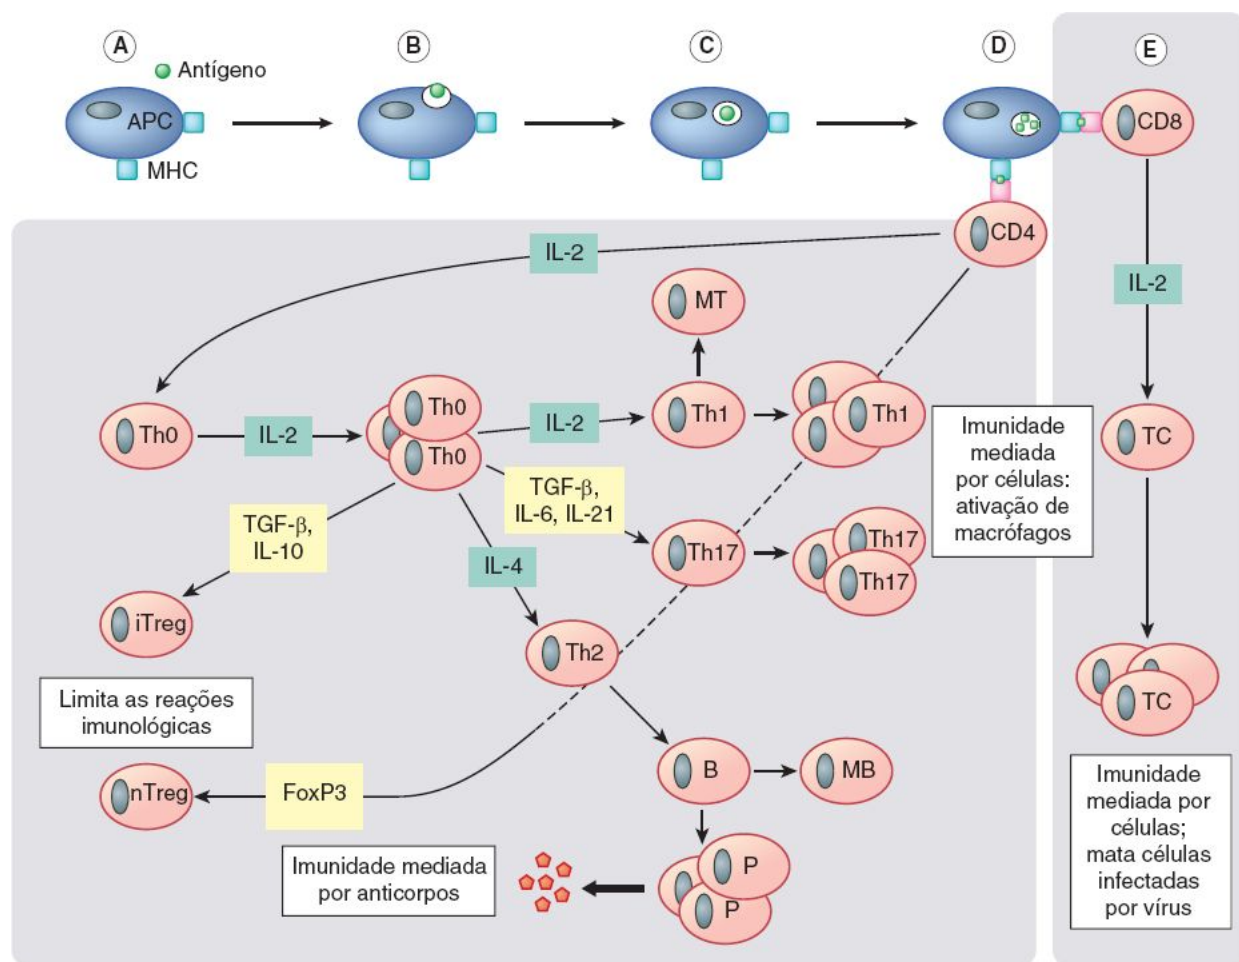 A
B
C
D
E
Antígeno
APC
MHC
CD8
CD4
IL-2
IL-2
MT
Th0
IL-2
Th0
Th0
IL-2
Th1
Th1
Imunidade
mediada
por células:
ativação de
macrófagos
TC
TGF-β,
IL-6, IL-21
TGF-β,
IL-10
IL-4
Th17
Th17
Th17
iTreg
Th2
Limita as reações
imunológicas
TC
nTreg
FoxP3
B
MB
Imunidade
mediada por
células;
mata células
infectadas
por vírus
Imunidade mediada
por anticorpos
P
P